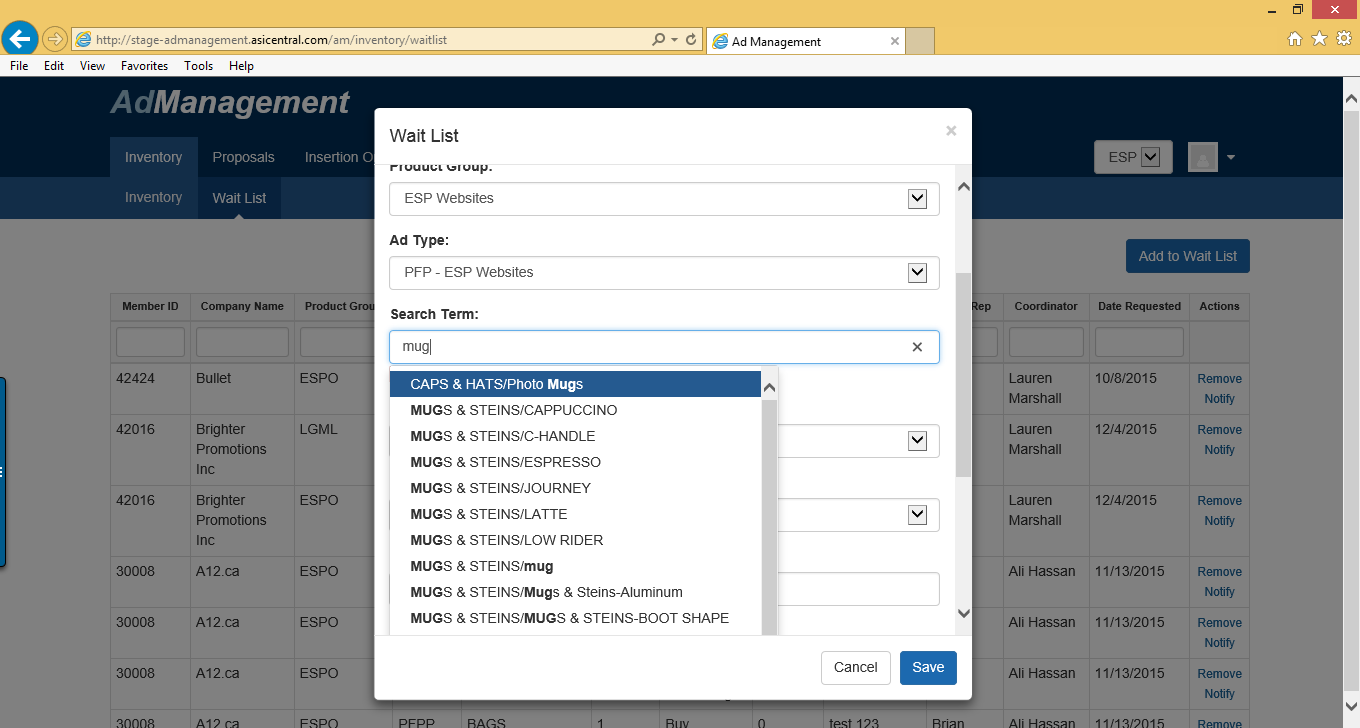 http://stage-admanagement.asicentral.com/am/inventory/waitlist
Ad Management
File Edit View Favorites Tools Help
AdManagement
Inventory Proposals Insertion O
ESP
Inventory Wait List
Add to Wait List
Wait List
Product Group:
ESP Websites
Ad Type:
PFP - ESP Websites
Search Term:
mug
CAPS & HATS/Photo Mugs
MUGS & STEINS/CAPPUCCINO
MUGS & STEINS/C-HANDLE
MUGS & STEINS/ESPRESSO
MUGS & STEINS/JOURNEY
MUGS & STEINS/LATTE
MUGS & STEINS/LOW RIDER
MUGS & STEINS/mug
MUGS & STEINS/Mugs & Steins-Aluminum
MUGS & STEINS/MUGS & STEINS-BOOT SHAPE
Cancel Save
Member ID Company Name Product Grou Rep Coordinator Date Requested Actions
42424 Bullet ESPO Lauren Marshall 10/8/2015 Remove Notify
42016 Brighter Promotions Inc LGML Lauren Marshall 12/4/2015 Remove Notify
42016 Brighter Promotions Inc ESPO Lauren Marshall 12/4/2015 Remove Notify
30008 A12.ca ESPO Ali Hassan 11/13/2015 Remove Notify
30008 A12.ca ESPO Ali Hassan 11/13/2015 Remove Notify
30008 A12.ca ESPO Ali Hassan 11/13/2015 Remove Notify
30008 A12.ca ESPO PFPP BAGS 1 Buy 0 test 123 Brian Ali Hassan 11/13/2015 Remove